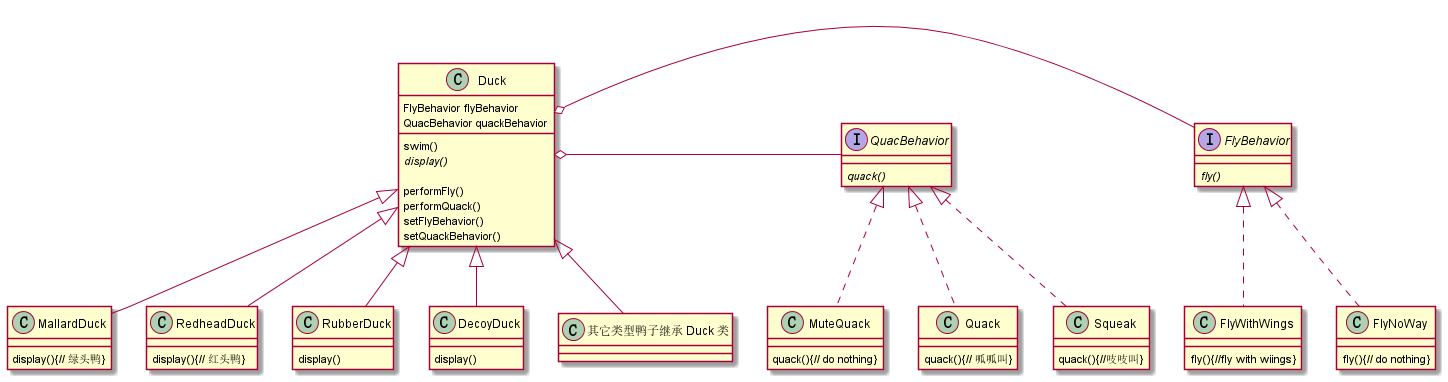 C Duck
FlyBehavior flyBehavior
QuacBehavior quackBehavior
swim()
display()
performFly()
performQuack()
setFlyBehavior()
setQuackBehavior()
I QuacBehavior
quack()
I FlyBehavior
fly()
C MallardDuck
display(){// 绿头鸭}
C RedheadDuck
display(){// 红头鸭}
C RubberDuck
display()
C DecoyDuck
display()
C 其它类型鸭子继承 Duck 类
C MuteQuack
quack(){// do nothing}
C Quack
quack(){// 呱呱叫}
C Squeak
quack(){//吱吱叫}
C FlyWithWings
fly(){//fly with wiings}
C FlyNoWay
fly(){// do nothing}